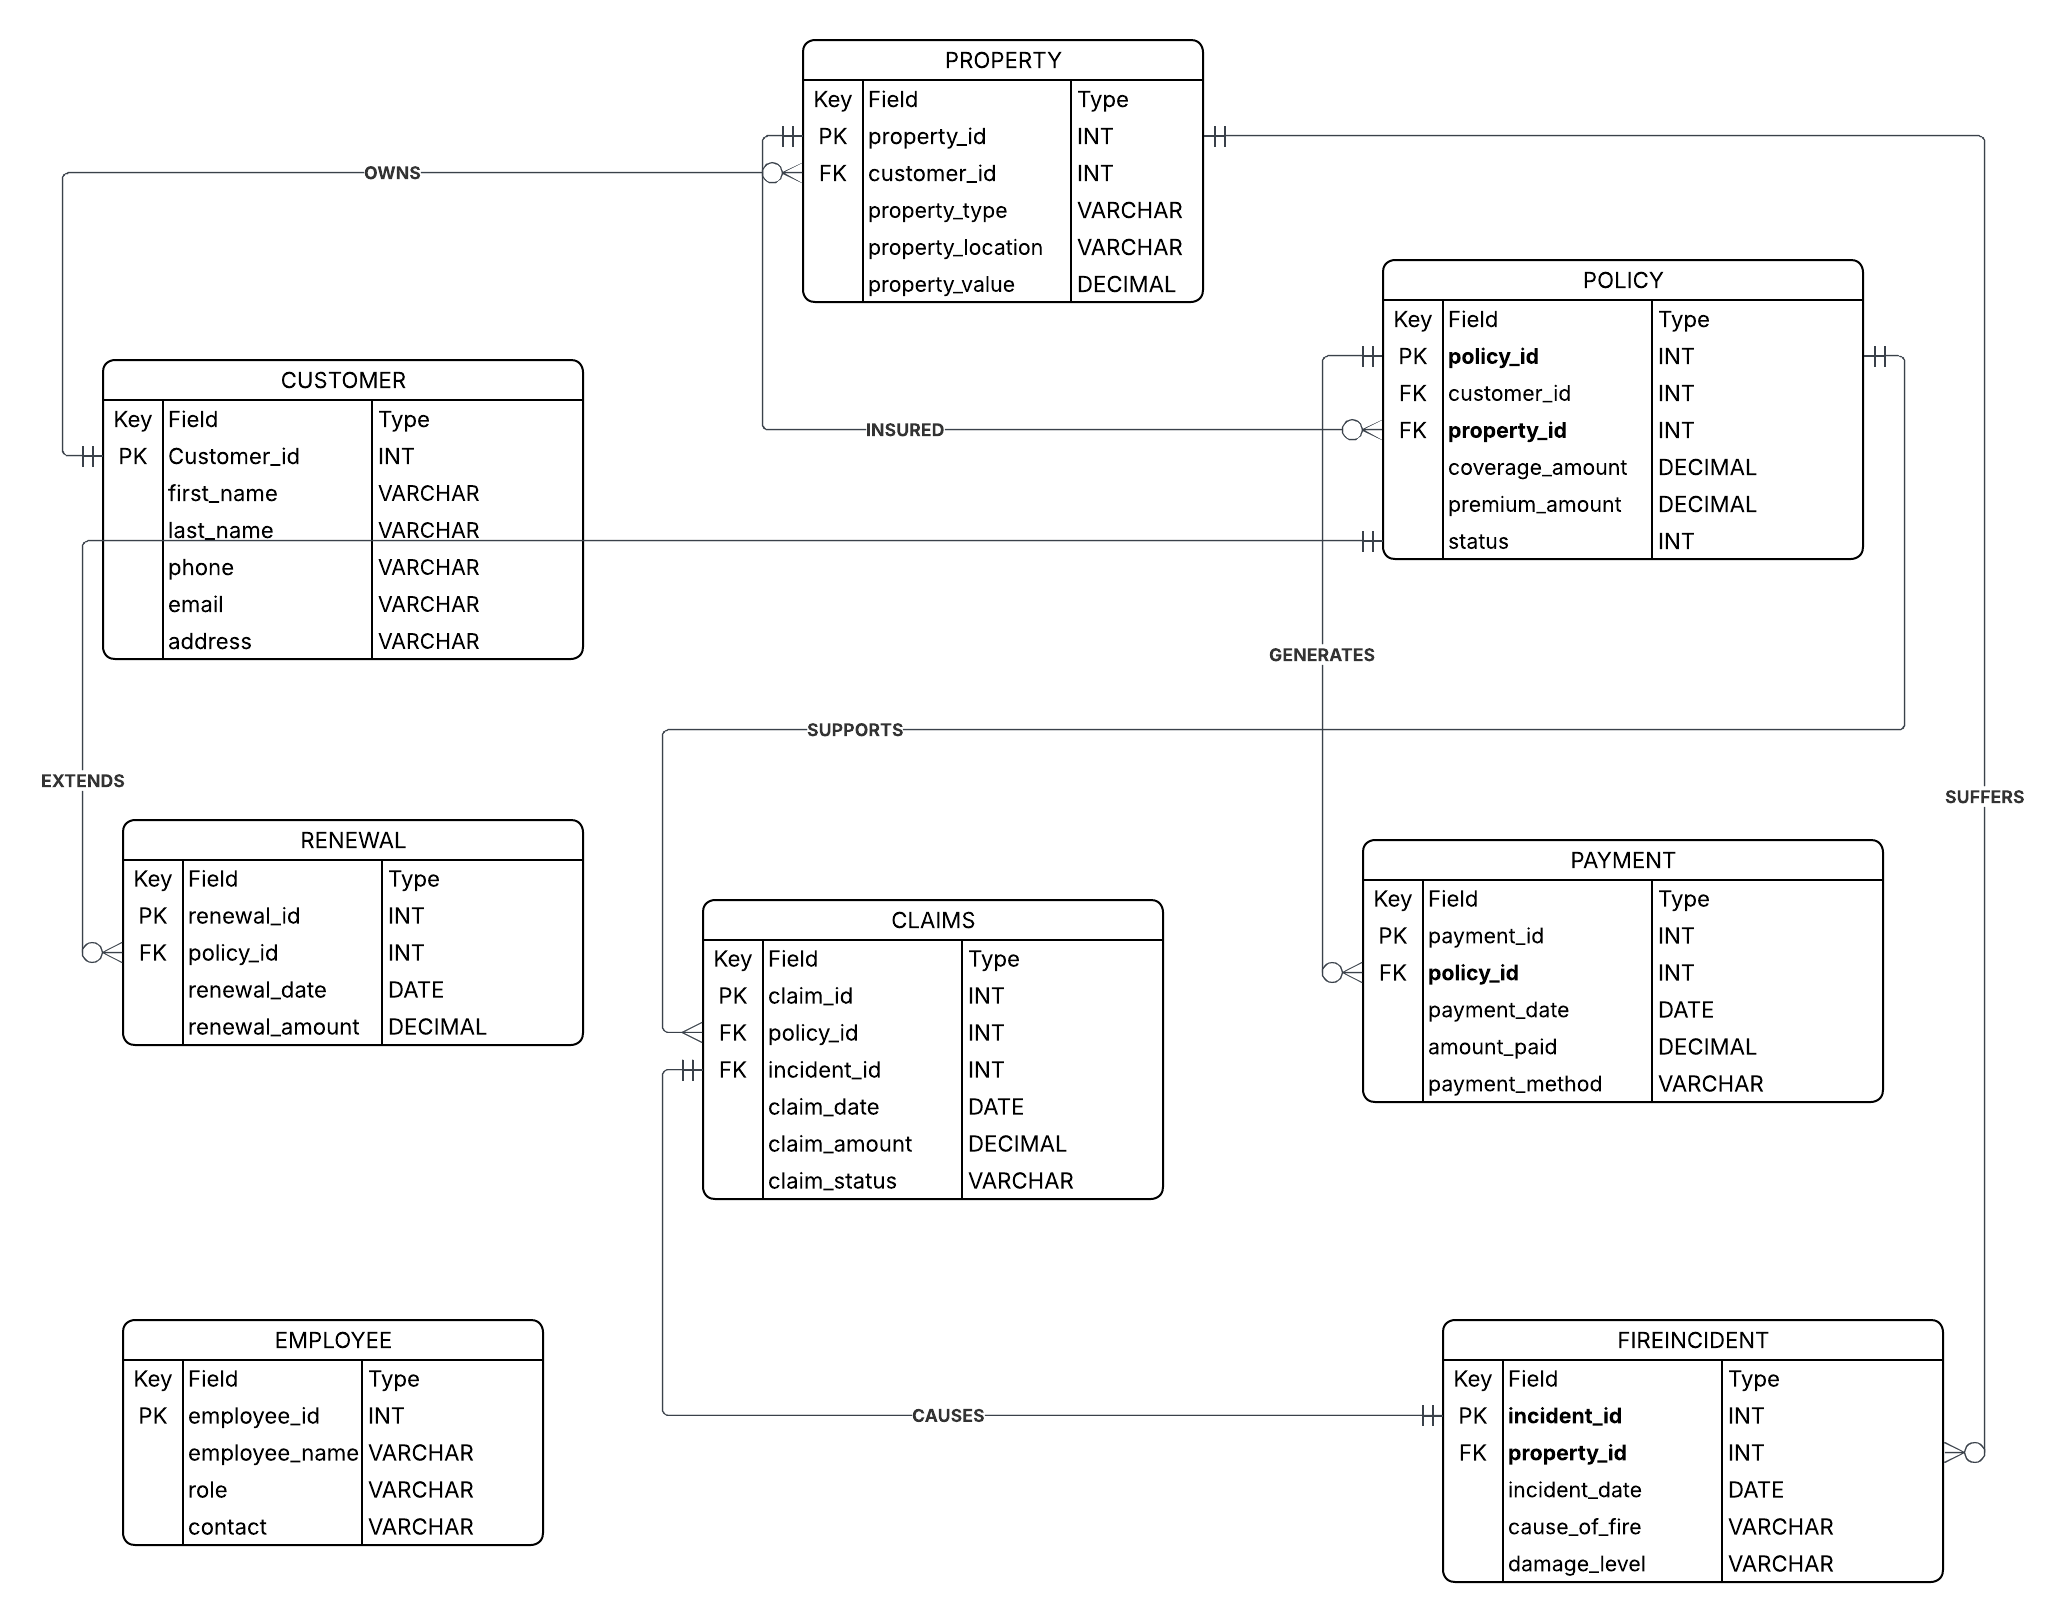 PROPERTY
Key Field Type
PK property_id INT
FK customer_id INT
property_type VARCHAR
property_location VARCHAR
property_value DECIMAL
OWNS
POLICY
Key Field Type
PK policy_id INT
FK customer_id INT
FK property_id INT
coverage_amount DECIMAL
premium_amount DECIMAL
status INT
CUSTOMER
Key Field Type
PK Customer_id INT
first_name VARCHAR
last_name VARCHAR
phone VARCHAR
email VARCHAR
address VARCHAR
INSURED
GENERATES
SUPPORTS
EXTENDS
SUFFERS
RENEWAL
Key Field Type
PK renewal_id INT
FK policy_id INT
renewal_date DATE
renewal_amount DECIMAL
CLAIMS
Key Field Type
PK claim_id INT
FK policy_id INT
FK incident_id INT
claim_date DATE
claim_amount DECIMAL
claim_status VARCHAR
PAYMENT
Key Field Type
PK payment_id INT
FK policy_id INT
payment_date DATE
amount_paid DECIMAL
payment_method VARCHAR
EMPLOYEE
Key Field Type
PK employee_id INT
employee_name VARCHAR
role VARCHAR
contact VARCHAR
CAUSES
FIREINCIDENT
Key Field Type
PK incident_id INT
FK property_id INT
incident_date DATE
cause_of_fire VARCHAR
damage_level VARCHAR